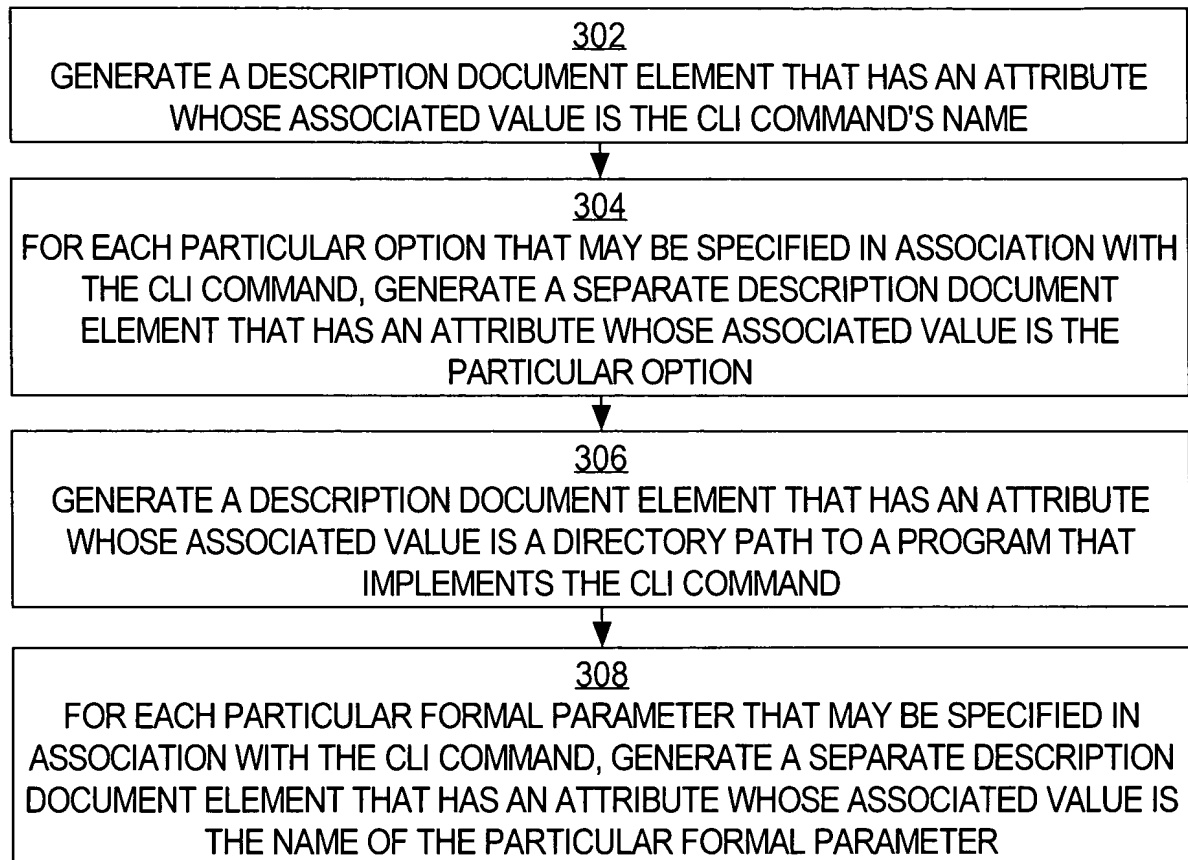 302
GENERATE A DESCRIPTION DOCUMENT ELEMENT THAT HAS AN ATTRIBUTE
WHOSE ASSOCIATED VALUE IS THE CLI COMMAND'S NAME
304
FOR EACH PARTICULAR OPTION THAT MAY BE SPECIFIED IN ASSOCIATION WITH
THE CLI COMMAND, GENERATE A SEPARATE DESCRIPTION DOCUMENT
ELEMENT THAT HAS AN ATTRIBUTE WHOSE ASSOCIATED VALUE IS THE
PARTICULAR OPTION
306
GENERATE A DESCRIPTION DOCUMENT ELEMENT THAT HAS AN ATTRIBUTE
WHOSE ASSOCIATED VALUE IS A DIRECTORY PATH TO A PROGRAM THAT
IMPLEMENTS THE CLI COMMAND
308
FOR EACH PARTICULAR FORMAL PARAMETER THAT MAY BE SPECIFIED IN
ASSOCIATION WITH THE CLI COMMAND, GENERATE A SEPARATE DESCRIPTION
DOCUMENT ELEMENT THAT HAS AN ATTRIBUTE WHOSE ASSOCIATED VALUE IS
THE NAME OF THE PARTICULAR FORMAL PARAMETER